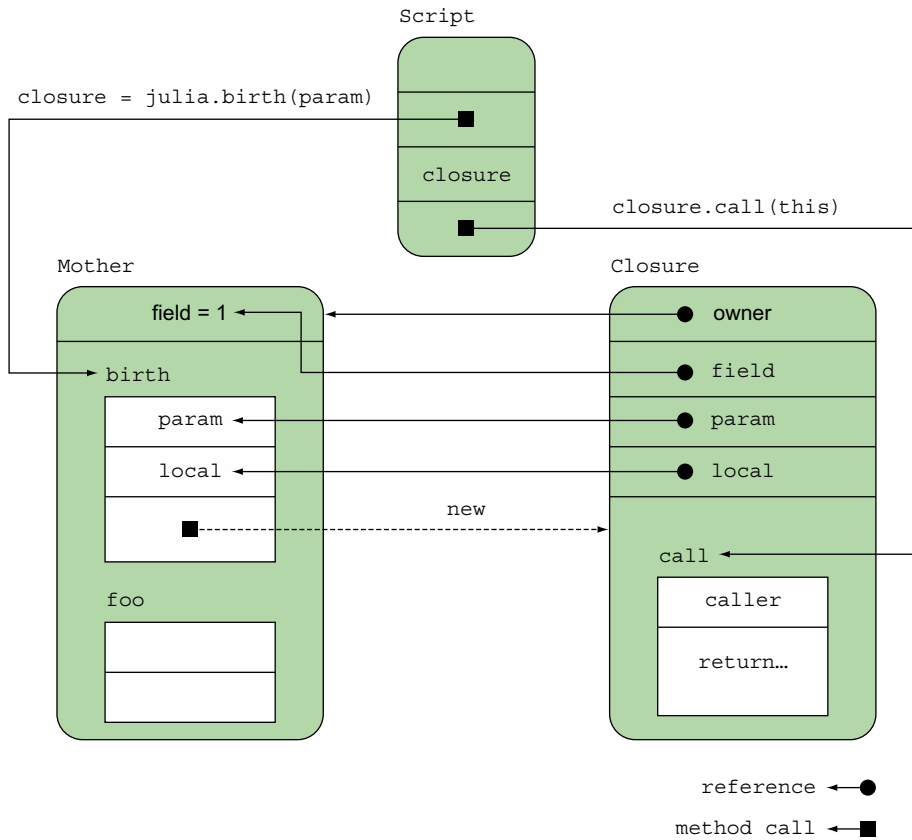 Script
closure = julia.birth(param)
closure
closure.call(this)
Mother
Closure
field = 1
owner
birth
field
param
param
local
local
new
call
foo
caller
return…
reference
method call